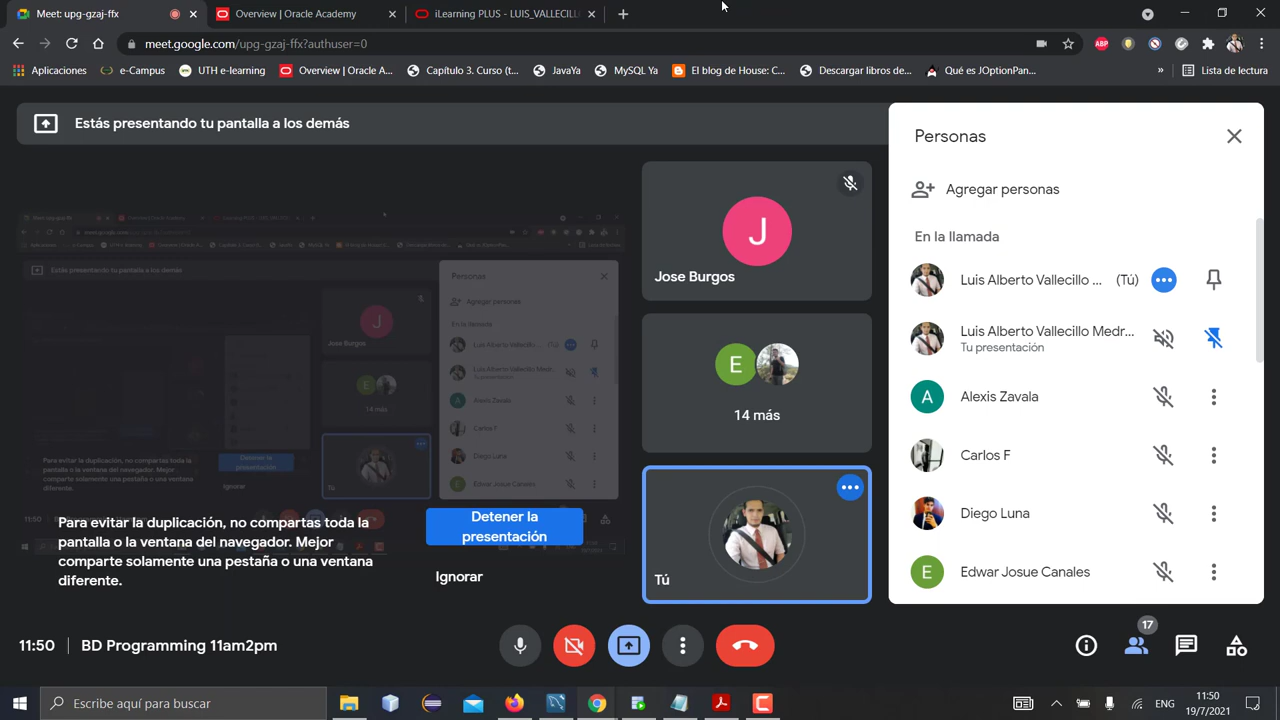 Meet: upg-gzaj-ffx
Overview | Oracle Academy
iLearning PLUS - LUIS_VALLECILL
meet.google.com/upg-gzaj-ffx?authuser=0
ABP
Aplicaciones
e-Campus
UTH e-learning
Overview | Oracle A...
Capítulo 3. Curso (t...
JavaYa
MySQL Ya
El blog de House: C...
Descargar libros de...
Qué es JOptionPan...
»
Lista de lectura
Estás presentando tu pantalla a los demás
Jose Burgos
J
E
14 más
Tú
Para evitar la duplicación, no compartas toda la
pantalla o la ventana del navegador. Mejor
comparte solamente una pestaña o una ventana
diferente.
Detener la
presentación
Ignorar
Personas
Agregar personas
En la llamada
Luis Alberto Vallecillo ... (Tú)
Luis Alberto Vallecillo Medr...
Tu presentación
A
Alexis Zavala
Carlos F
Diego Luna
E
Edwar Josue Canales
11:50 | BD Programming 11am2pm
17
Escribe aquí para buscar
ENG
11:50
19/7/2021